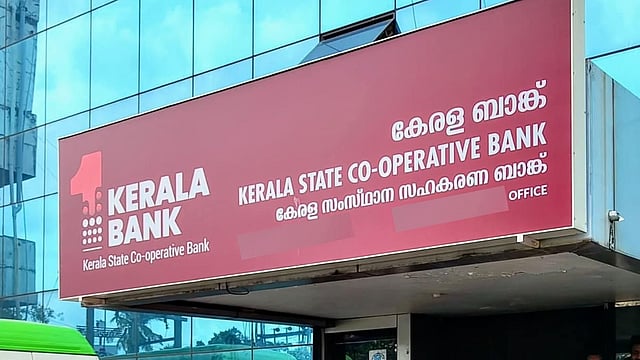 KERALA
BANK
Kerala State Co-operative Bank
കേരള ബാങ്ക്
KERALA STATE CO-OPERATIVE BANK
കേരള സംസ്ഥാന സഹകരണ ബാങ്ക്
OFFICE